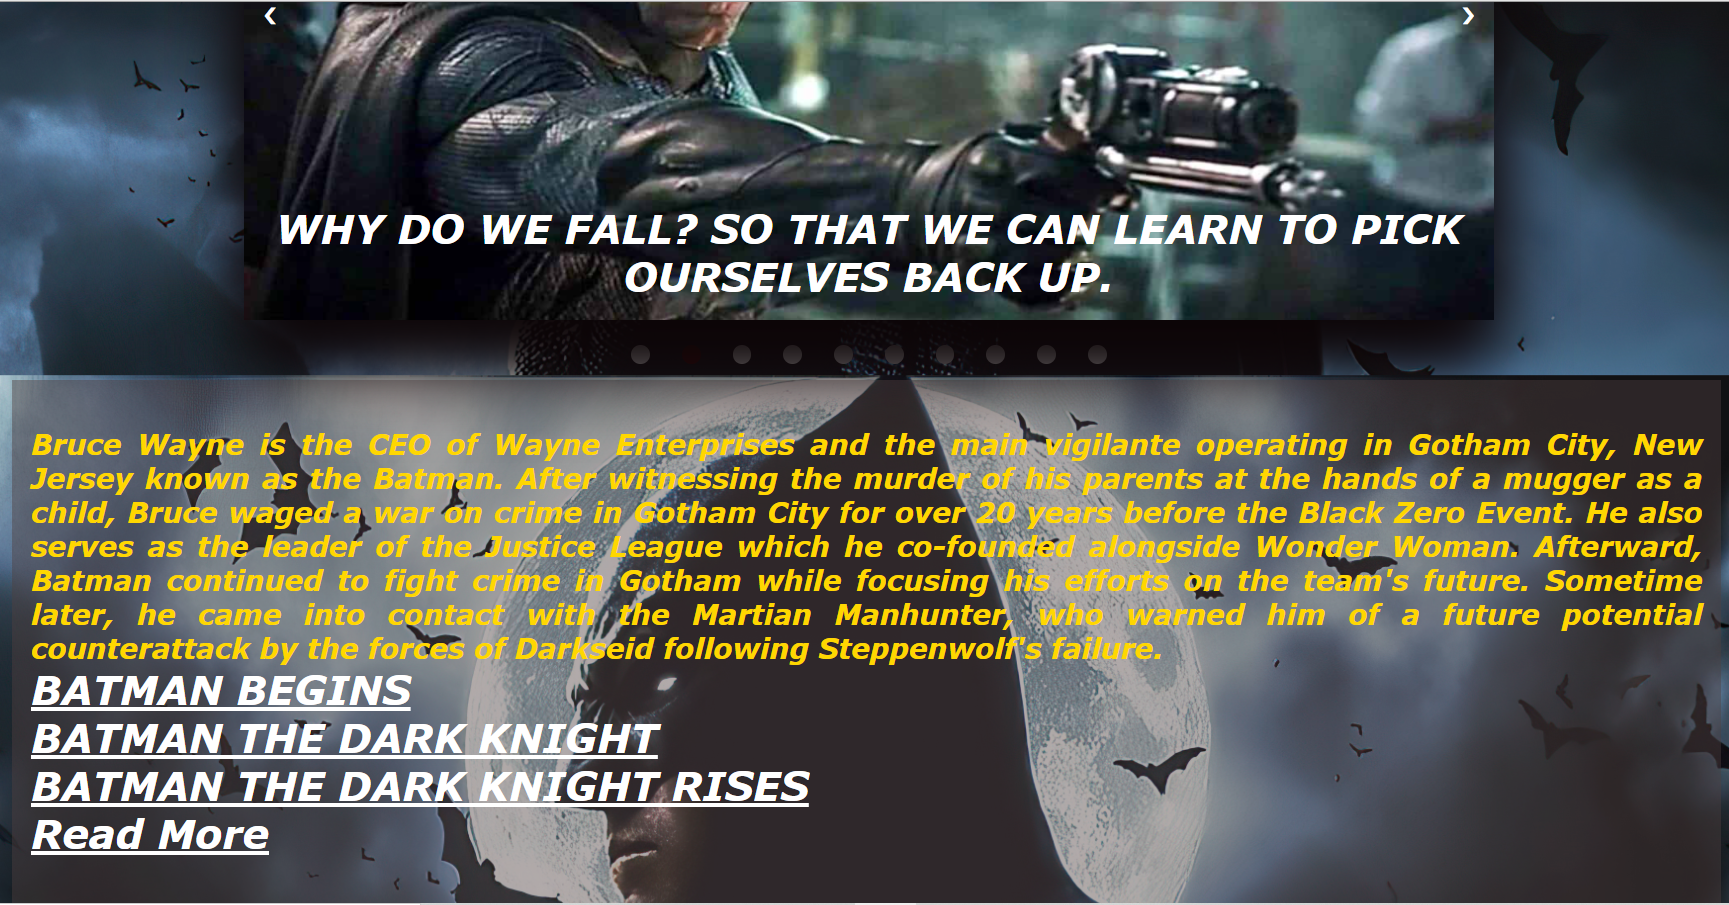 ‹ ›
WHY DO WE FALL? SO THAT WE CAN LEARN TO PICK
OURSELVES BACK UP.
Bruce Wayne is the CEO of Wayne Enterprises and the main vigilante operating in Gotham City, New
Jersey known as the Batman. After witnessing the murder of his parents at the hands of a mugger as a
child, Bruce waged a war on crime in Gotham City for over 20 years before the Black Zero Event. He also
serves as the leader of the Justice League which he co-founded alongside Wonder Woman. Afterward,
Batman continued to fight crime in Gotham while focusing his efforts on the team's future. Sometime
later, he came into contact with the Martian Manhunter, who warned him of a future potential
counterattack by the forces of Darkseid following Steppenwolf's failure.
BATMAN BEGINS
BATMAN THE DARK KNIGHT
BATMAN THE DARK KNIGHT RISES
Read More